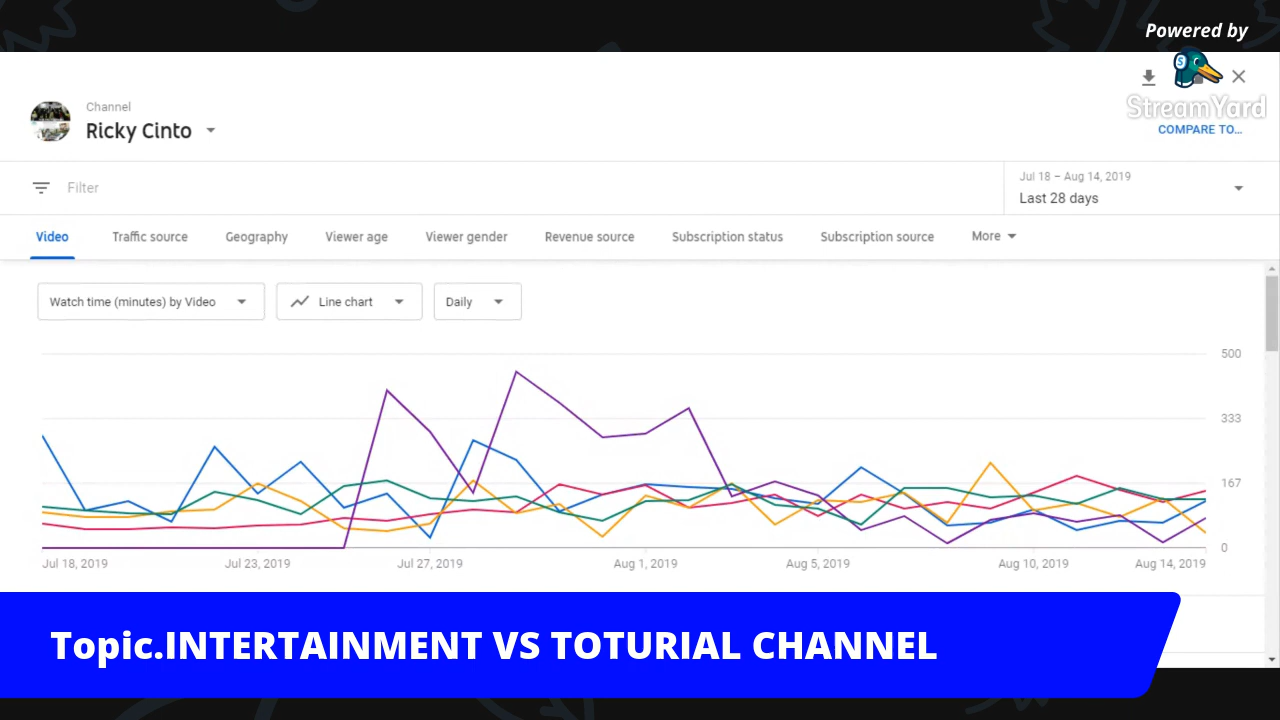 Powered by
StreamYard
Channel
Ricky Cinto
COMPARE TO...
Filter
Jul 18 – Aug 14, 2019
Last 28 days
Video Traffic source Geography Viewer age Viewer gender Revenue source Subscription status Subscription source More
Watch time (minutes) by Video Line chart Daily
500
333
167
0
Jul 18, 2019 Jul 23, 2019 Jul 27, 2019 Aug 1, 2019 Aug 5, 2019 Aug 10, 2019 Aug 14, 2019
Topic.INTERTAINMENT VS TOTURIAL CHANNEL